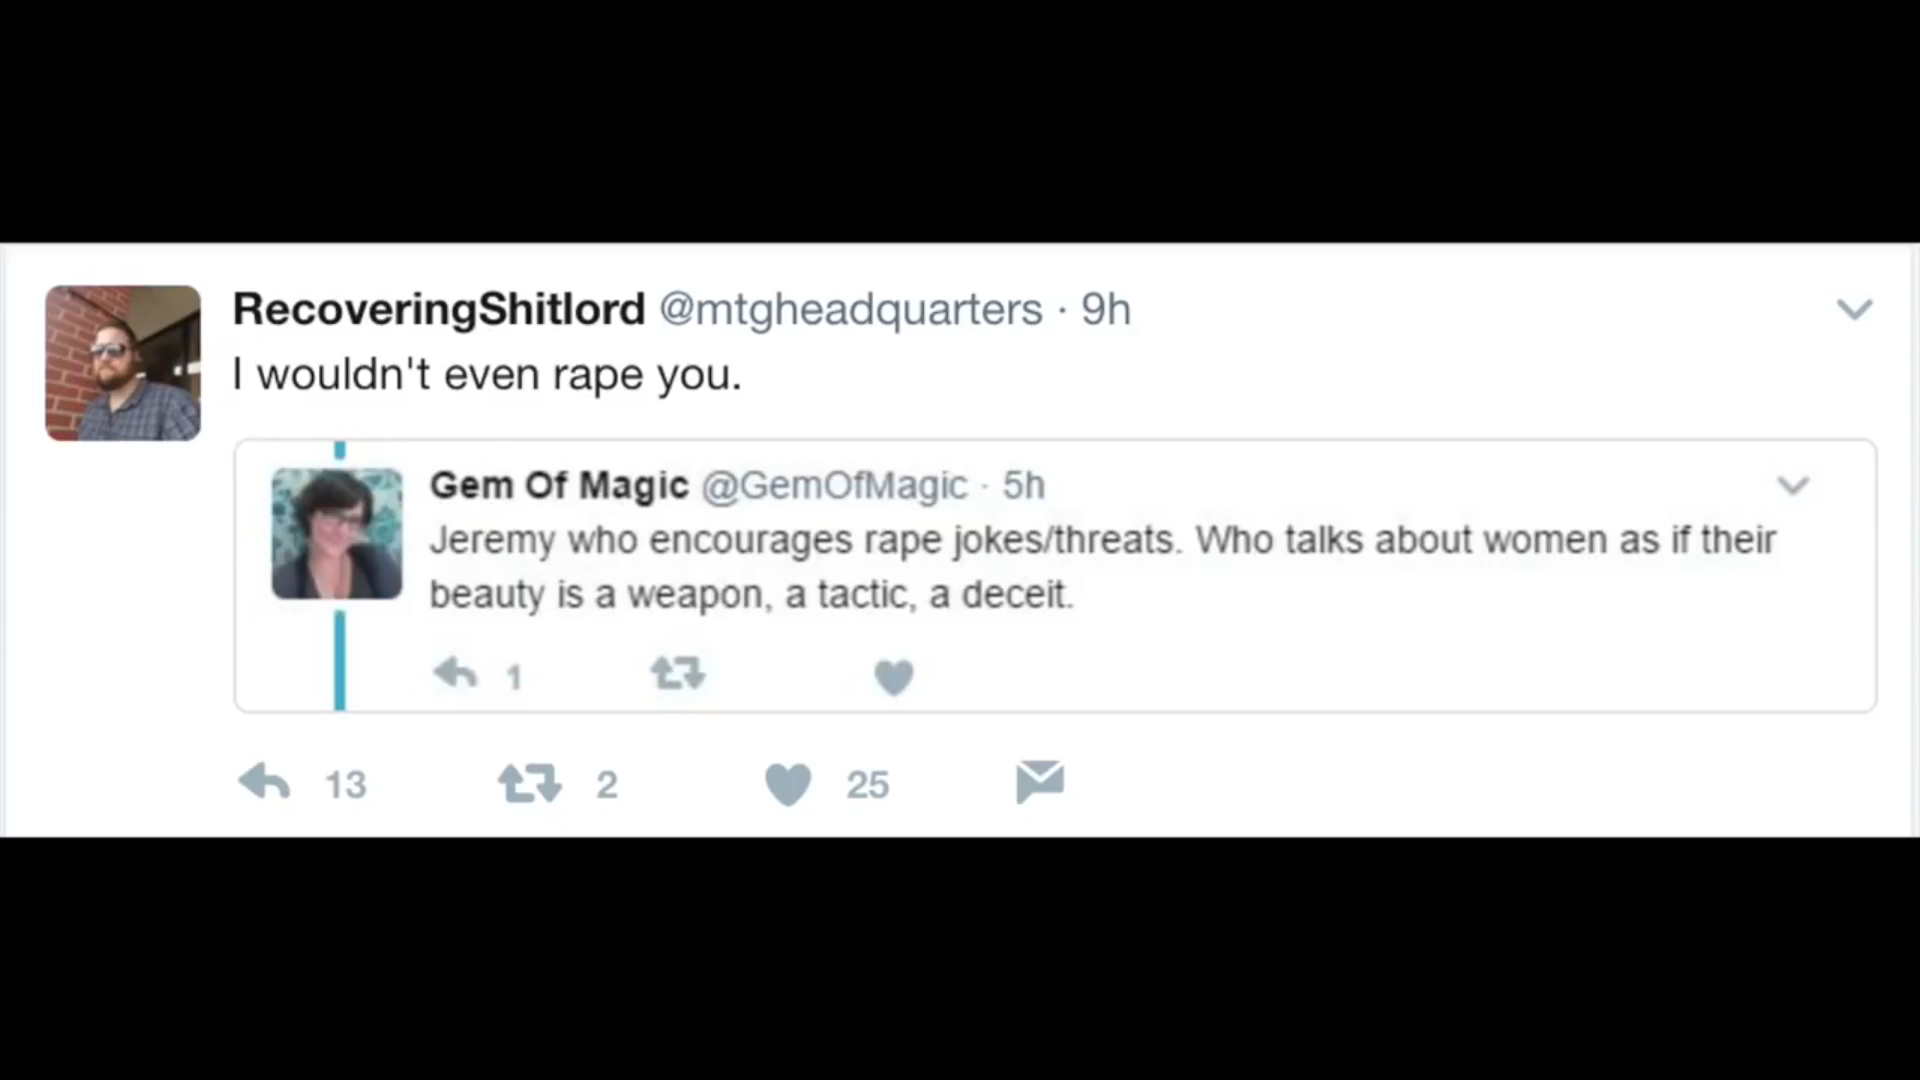 RecoveringShitlord @mtgheadquarters · 9h
I wouldn't even rape you.
Gem Of Magic @GemOfMagic · 5h
Jeremy who encourages rape jokes/threats. Who talks about women as if their
beauty is a weapon, a tactic, a deceit.
1
13 2 25